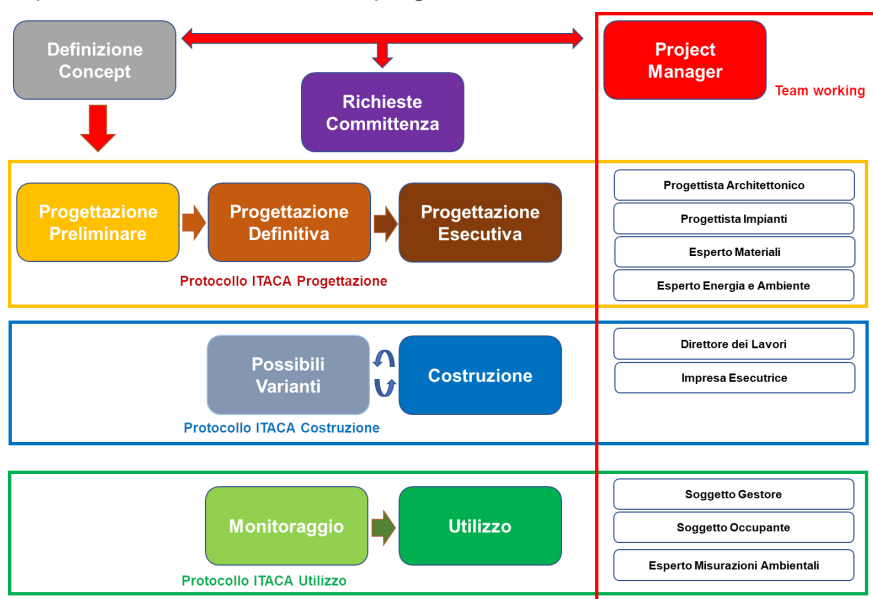 Definizione
Concept
Project
Manager
Team working
Richieste
Committenza
Progettazione
Preliminare
Progettazione
Definitiva
Progettazione
Esecutiva
Protocollo ITACA Progettazione
Progettista Architettonico
Progettista Impianti
Esperto Materiali
Esperto Energia e Ambiente
Possibili
Varianti
Costruzione
Protocollo ITACA Costruzione
Direttore dei Lavori
Impresa Esecutrice
Monitoraggio
Utilizzo
Protocollo ITACA Utilizzo
Soggetto Gestore
Soggetto Occupante
Esperto Misurazioni Ambientali